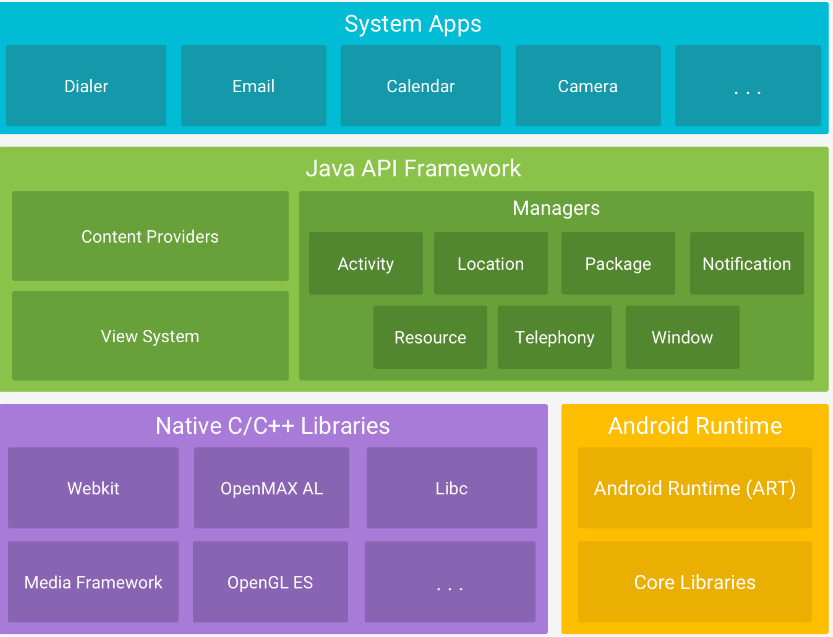 System Apps
Dialer
Email
Calendar
Camera
. . .
Java API Framework
Content Providers
View System
Managers
Activity
Location
Package
Notification
Resource
Telephony
Window
Native C/C++ Libraries
Webkit
OpenMAX AL
Libc
Media Framework
OpenGL ES
. . .
Android Runtime
Android Runtime (ART)
Core Libraries